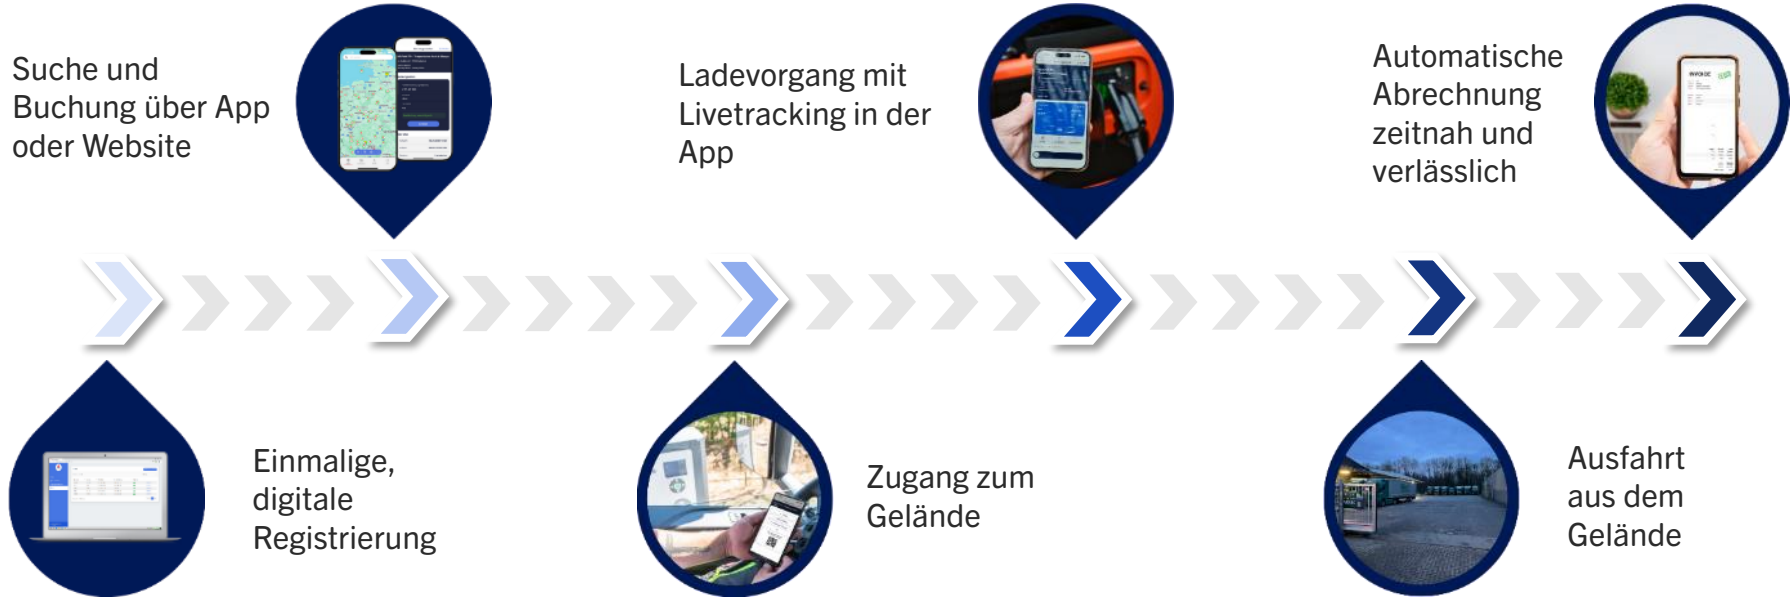 Suche und
Buchung über App
oder Website
Ladevorgang mit
Livetracking in der
App
Automatische
Abrechnung
zeitnah und
verlässlich
INVOICE
Einmalige,
digitale
Registrierung
Zugang zum
Gelände
Ausfahrt
aus dem
Gelände